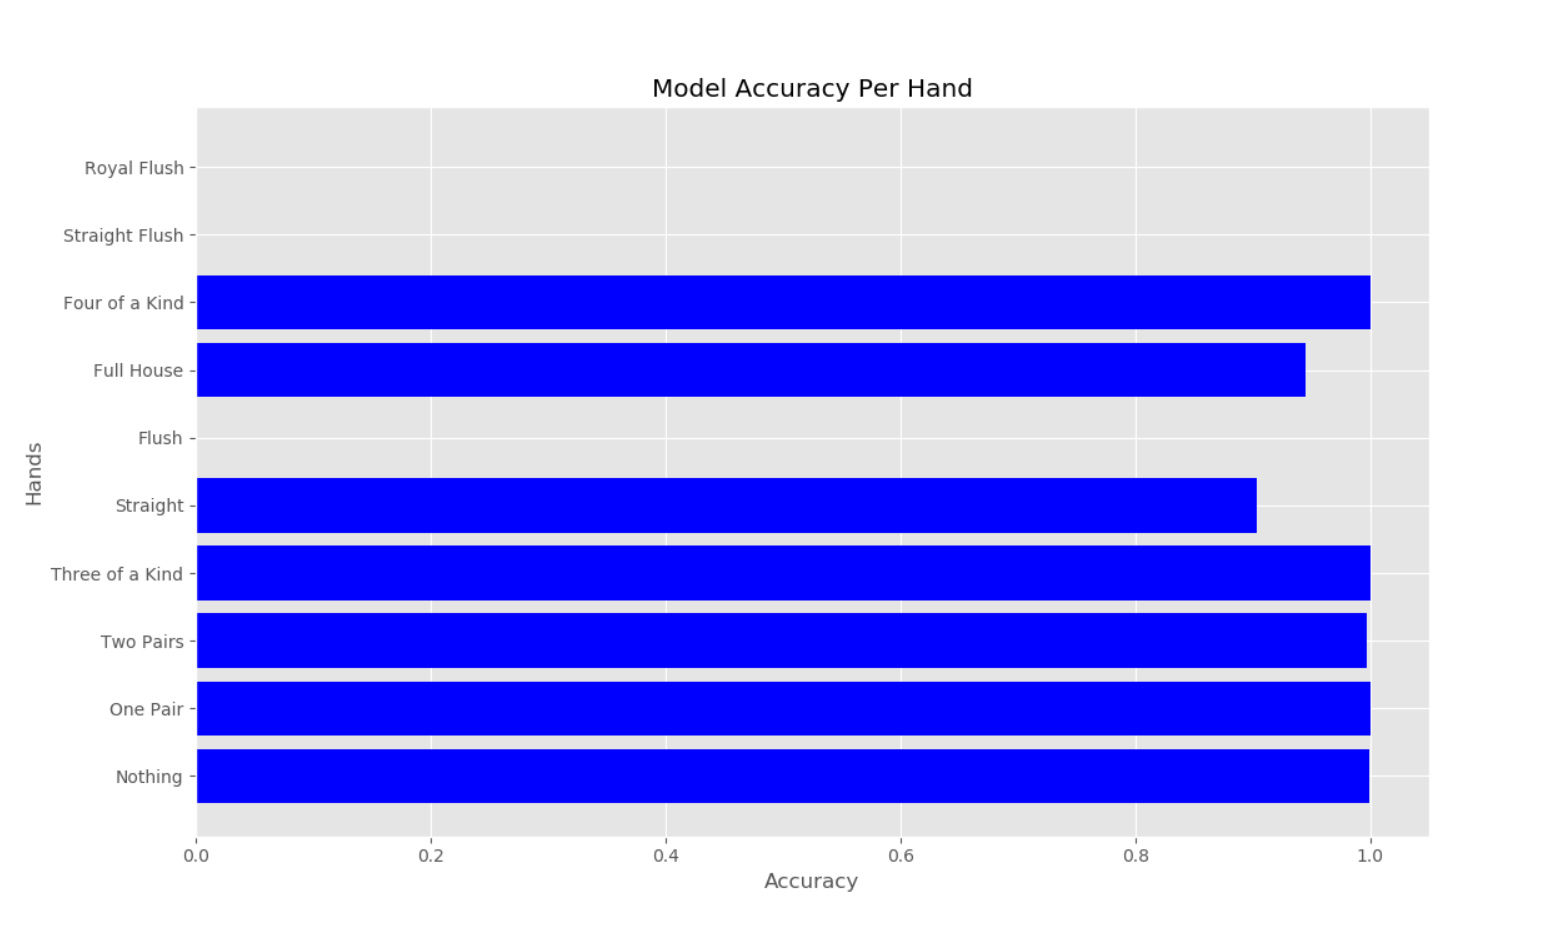 Model Accuracy Per Hand
Royal Flush
Straight Flush
Four of a Kind
Full House
Flush
Straight
Three of a Kind
Two Pairs
One Pair
Nothing
Hands
0.0 0.2 0.4 0.6 0.8 1.0
Accuracy